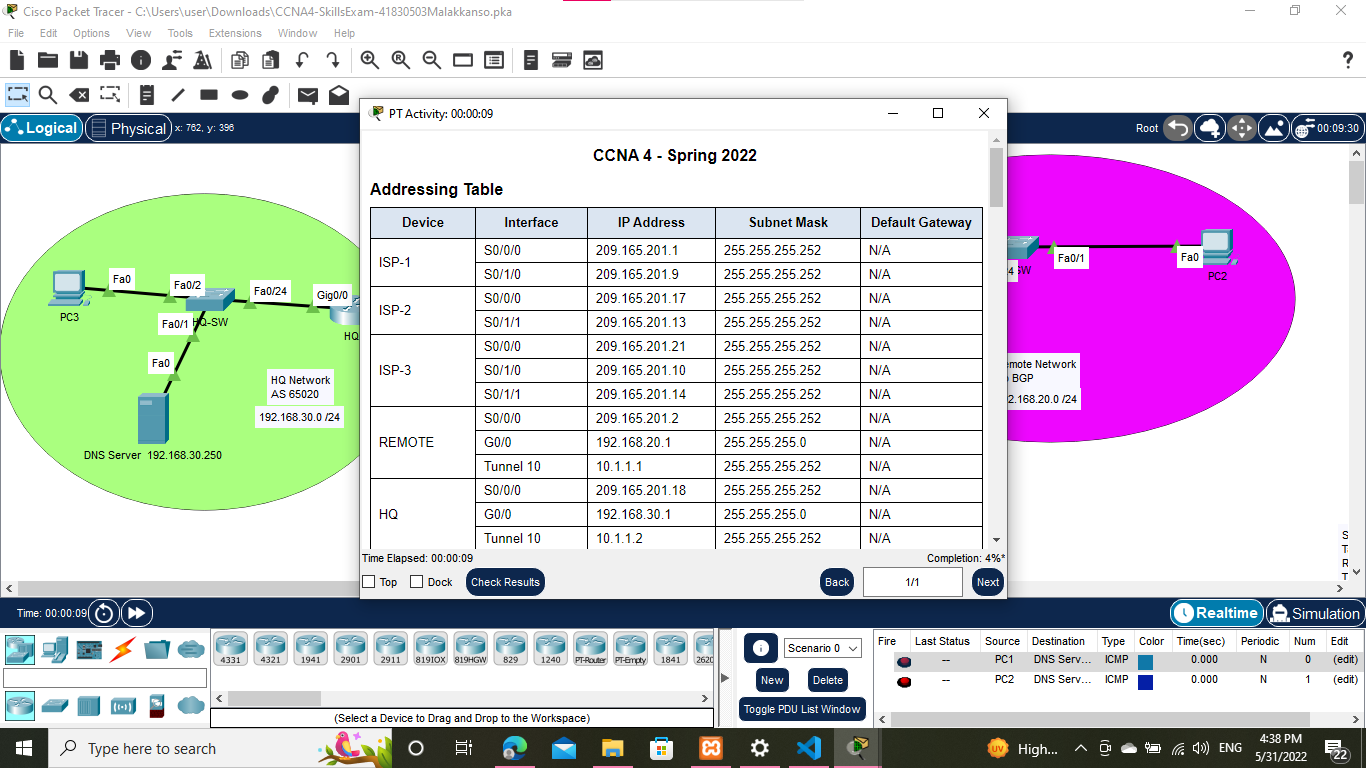 Cisco Packet Tracer - C:\Users\user\Downloads\CCNA4-SkillsExam-41830503Malakkanso.pka
File Edit Options View Tools Extensions Window Help
Logical Physical x: 762, y: 396
Root 00:09:30
PT Activity: 00:00:09
CCNA 4 - Spring 2022
Addressing Table
Device Interface IP Address Subnet Mask Default Gateway
ISP-1 S0/0/0 209.165.201.1 255.255.255.252 N/A
S0/1/0 209.165.201.9 255.255.255.252 N/A
ISP-2 S0/0/0 209.165.201.17 255.255.255.252 N/A
S0/1/1 209.165.201.13 255.255.255.252 N/A
ISP-3 S0/0/0 209.165.201.21 255.255.255.252 N/A
S0/1/0 209.165.201.10 255.255.255.252 N/A
S0/1/1 209.165.201.14 255.255.255.252 N/A
REMOTE S0/0/0 209.165.201.2 255.255.255.252 N/A
G0/0 192.168.20.1 255.255.255.0 N/A
Tunnel 10 10.1.1.1 255.255.255.252 N/A
HQ S0/0/0 209.165.201.18 255.255.255.252 N/A
G0/0 192.168.30.1 255.255.255.0 N/A
Tunnel 10 10.1.1.2 255.255.255.252 N/A
Time Elapsed: 00:00:09 Completion: 4%*
Top Dock Check Results Back 1/1 Next
Fa0
Fa0/2
Fa0/24
Gig0/0
PC3
Fa0/1
HQ-SW
HQ
Fa0
HQ Network
AS 65020
192.168.30.0 /24
DNS Server 192.168.30.250
4
SW
Fa0/1
Fa0
PC2
emote Network
o BGP
2.168.20.0 /24
S
T
R
T
Time: 00:00:09
Realtime Simulation
4331 4321 1941 2901 2911 819IOX 819HGW 829 1240 PT-Router PT-Empty 1841 2620
(Select a Device to Drag and Drop to the Workspace)
Scenario 0
New Delete
Toggle PDU List Window
Fire Last Status Source Destination Type Color Time(sec) Periodic Num Edit
-- PC1 DNS Serv... ICMP 0.000 N 0 (edit)
-- PC2 DNS Serv... ICMP 0.000 N 1 (edit)
Type here to search
UV
High...
ENG
4:38 PM
5/31/2022
22